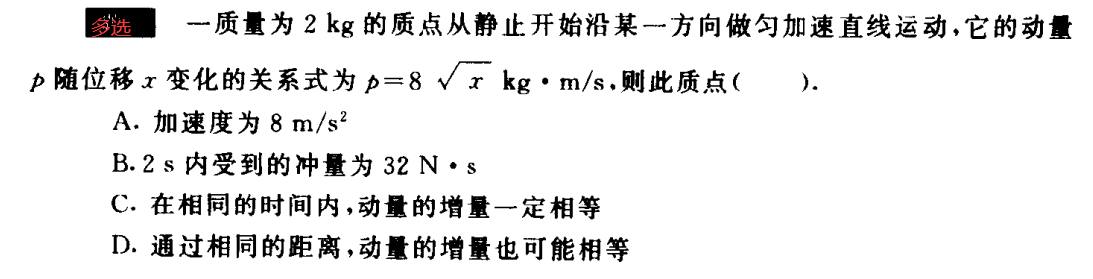 多选 一质量为 2 kg 的质点从静止开始沿某一方向做匀加速直线运动,它的动量
p 随位移 x 变化的关系式为 p=8 √x kg·m/s,则此质点(  ).
A. 加速度为 8 m/s²
B. 2 s 内受到的冲量为 32 N·s
C. 在相同的时间内,动量的增量一定相等
D. 通过相同的距离,动量的增量也可能相等